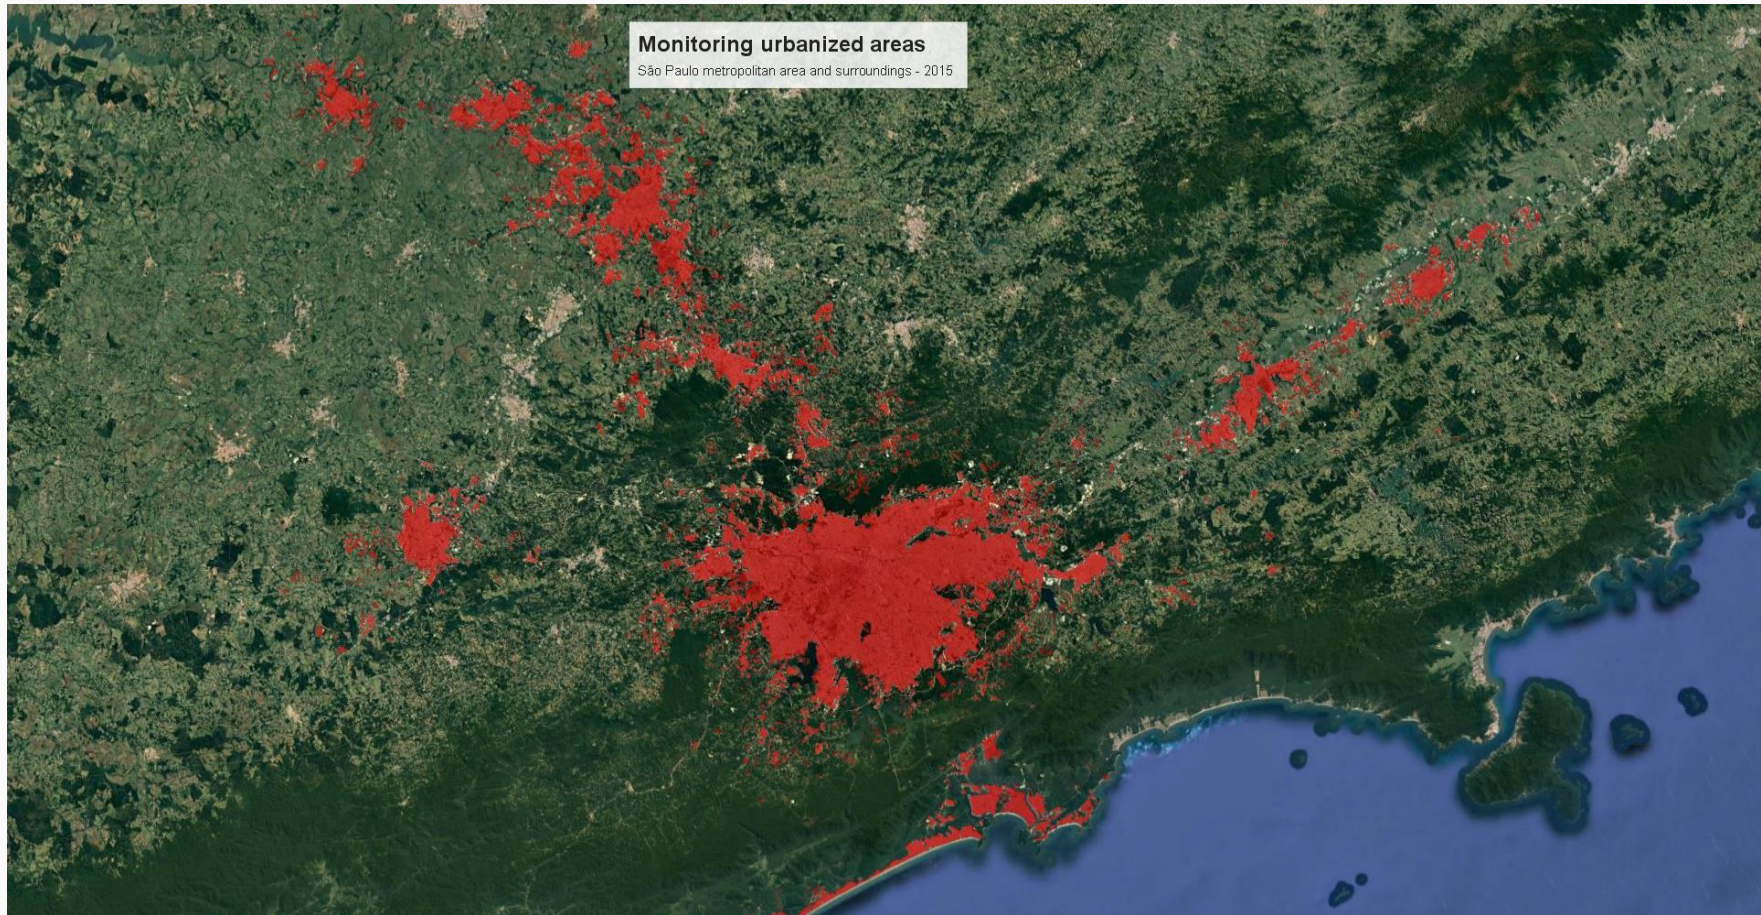 Monitoring urbanized areas
São Paulo metropolitan area and surroundings - 2015